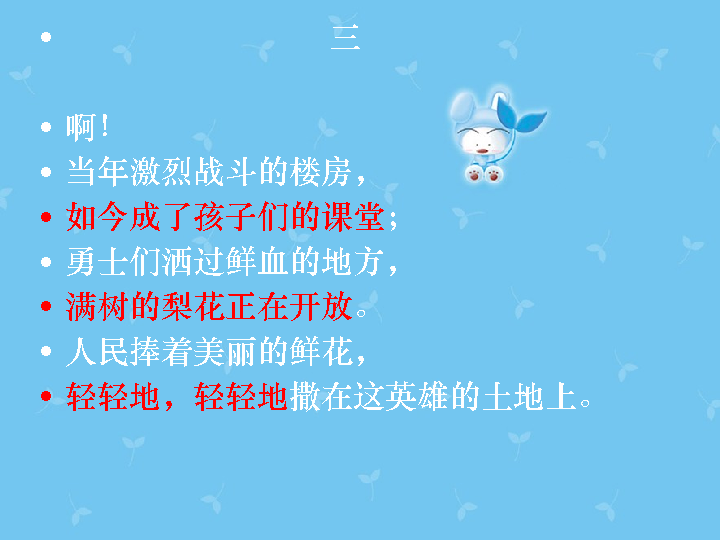 三
啊！
当年激烈战斗的楼房，
如今成了孩子们的课堂；
勇士们洒过鲜血的地方，
满树的梨花正在开放。
人民捧着美丽的鲜花，
轻轻地，轻轻地撒在这英雄的土地上。